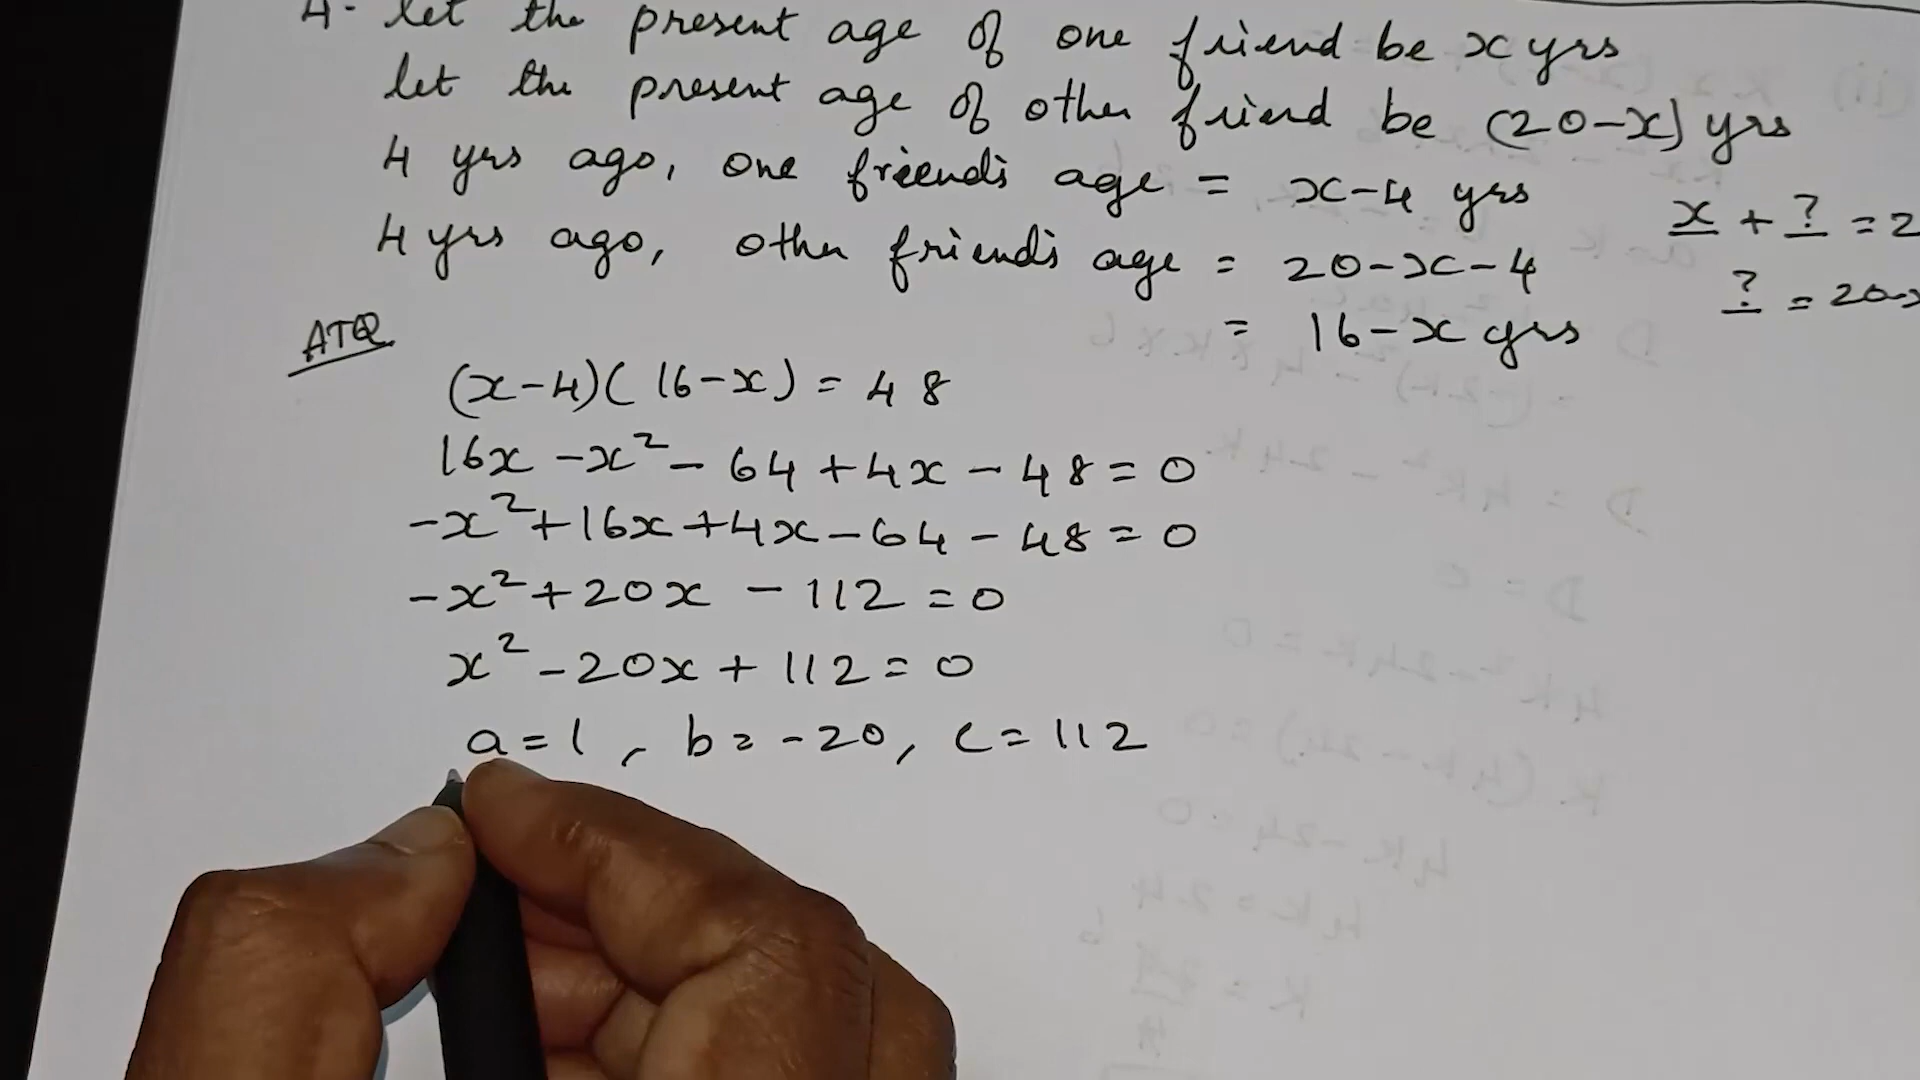 4. let the present age of one friend be x yrs
let the present age of other friend be (20-x) yrs
4 yrs ago, one friend's age = x-4 yrs
4 yrs ago, other friend's age = 20-x-4
= 16-x yrs
x + ? = 2
? = 20-x
ATQ
(x-4)(16-x) = 48
16x -x² - 64 +4x - 48 = 0
-x² +16x +4x -64 - 48 = 0
-x² +20x - 112 = 0
x² -20x + 112 = 0
a=1, b=-20, c=112